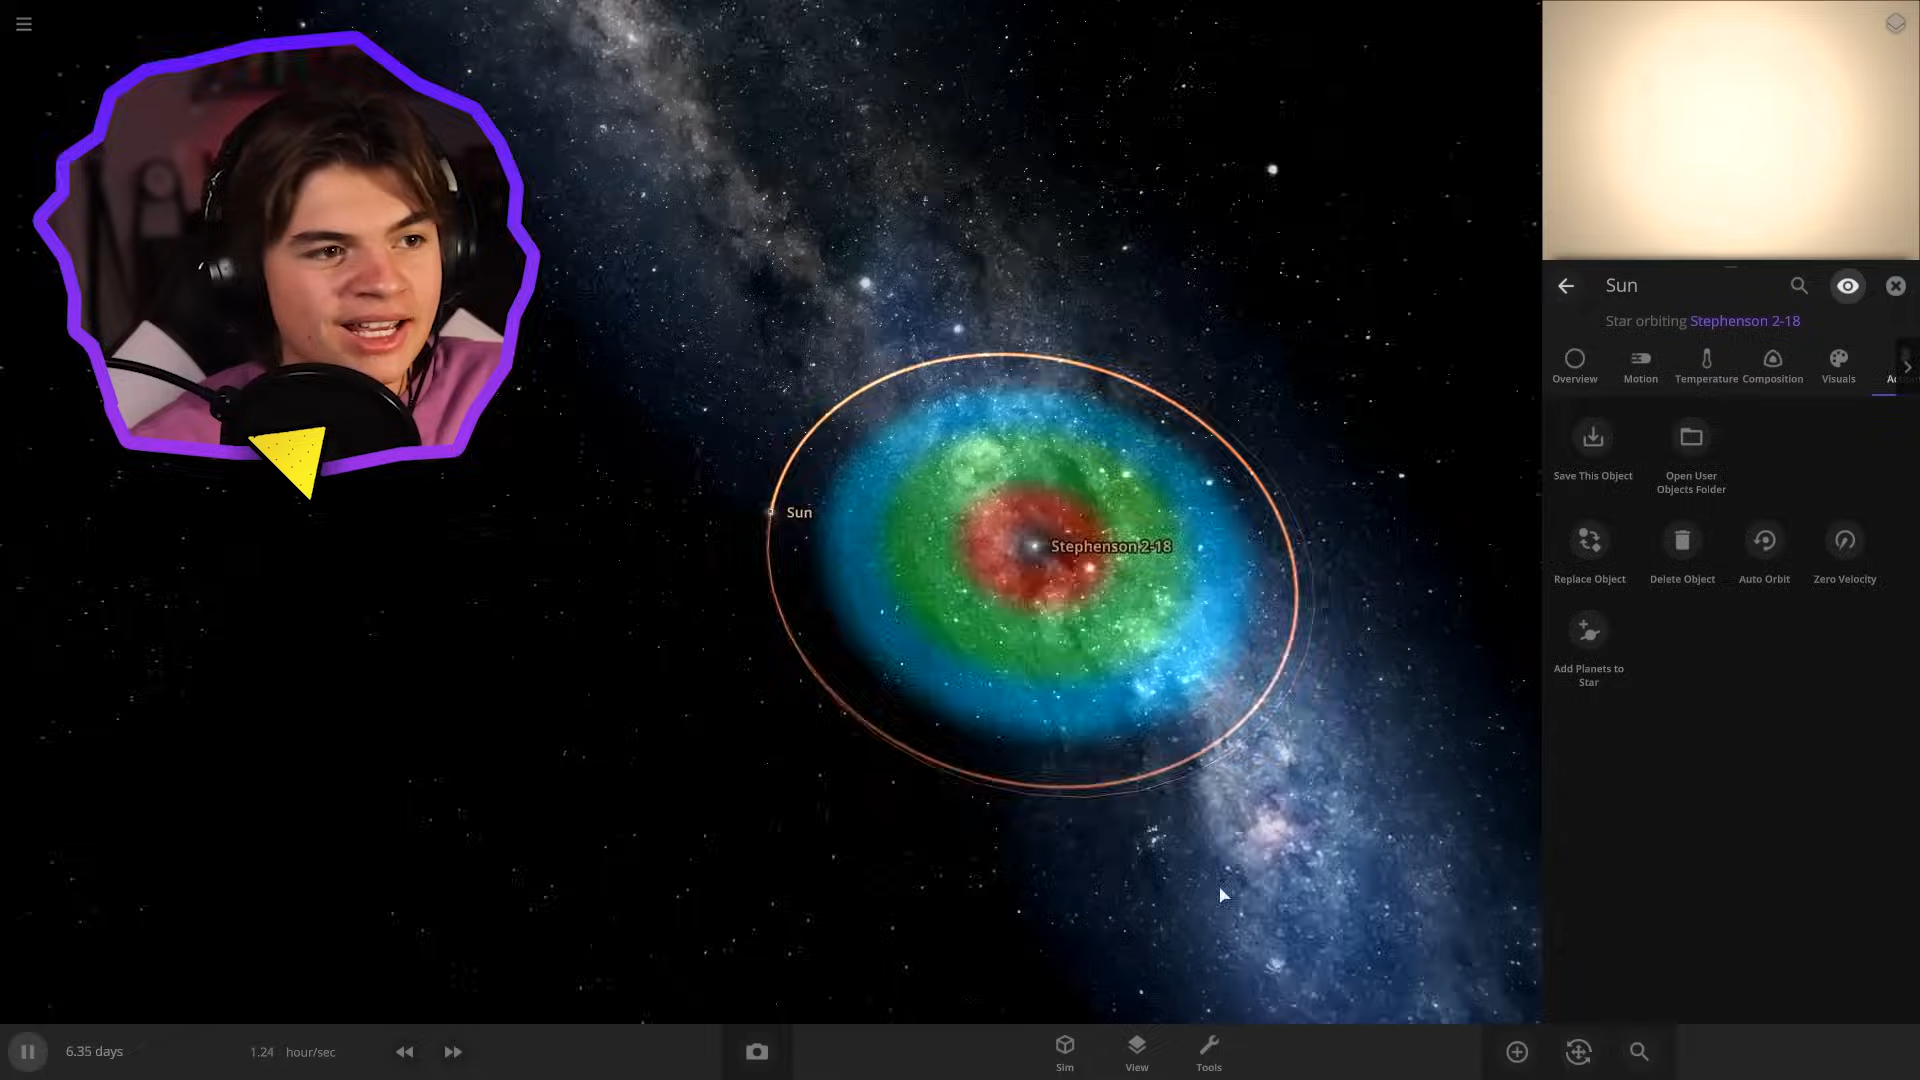 Sun
Star orbiting Stephenson 2-18
Overview
Motion
Temperature
Composition
Visuals
Save This Object
Open User
Objects Folder
Replace Object
Delete Object
Auto Orbit
Zero Velocity
Add Planets to
Star
Sun
Stephenson 2-18
6.35 days
1.24 hour/sec
Sim
View
Tools